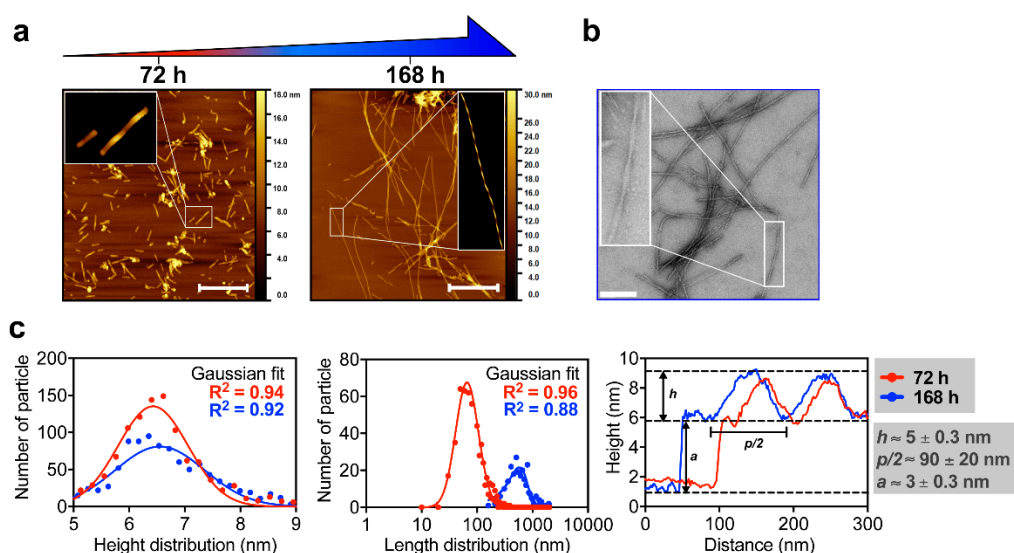 a
b
72 h
168 h
18.0 nm
16.0
14.0
12.0
10.0
8.0
6.0
4.0
2.0
0.0
30.0 nm
26.0
24.0
22.0
20.0
18.0
16.0
14.0
12.0
10.0
8.0
6.0
4.0
0.0
c
Number of particle
200
150
100
50
0
5
6
7
8
9
Height distribution (nm)
Gaussian fit
R² = 0.94
R² = 0.92
Number of particle
80
60
40
20
0
1
10
100
1000
10000
Length distribution (nm)
Gaussian fit
R² = 0.96
R² = 0.88
Height (nm)
10
8
6
4
2
0
0
100
200
300
Distance (nm)
h
a
p/2
72 h
168 h
h ≈ 5 ± 0.3 nm
p/2 ≈ 90 ± 20 nm
a ≈ 3 ± 0.3 nm